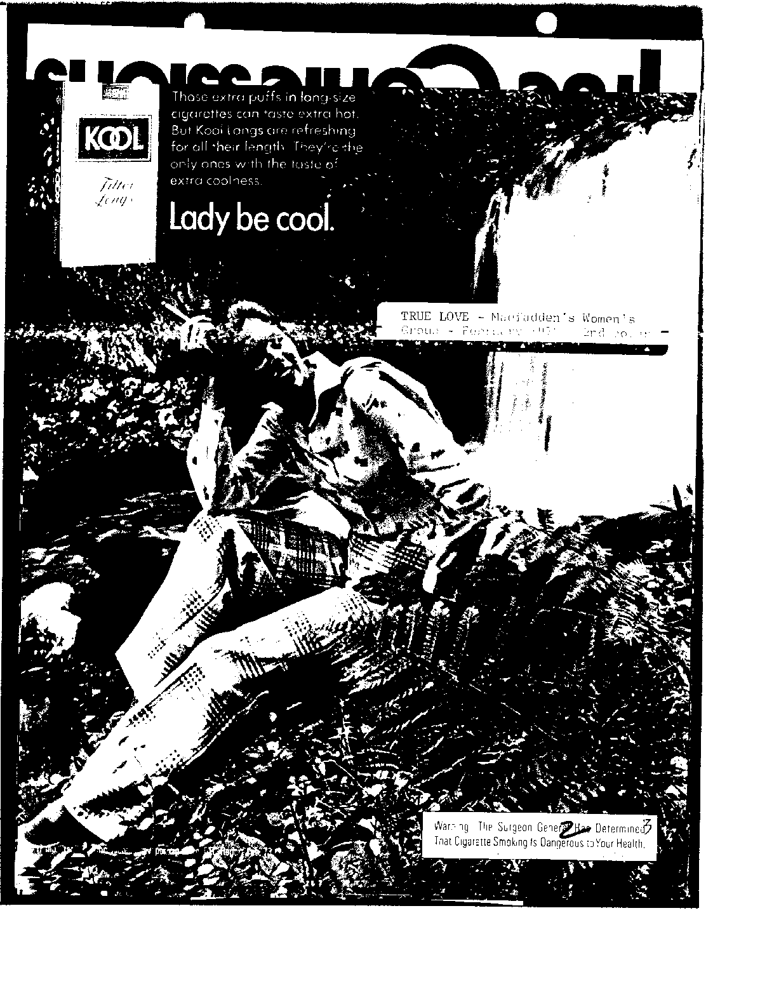 Those extra puffs in long-size
cigarettes can taste extra hot.
But Kool Longs are refreshing
for all their length. They're the
only ones with the taste of
extra coolness.
KOOL
Filter
Longs
Lady be cool.
TRUE LOVE - Macfadden's Women's
Group - February 2nd
Warning: The Surgeon General Has Determined
That Cigarette Smoking Is Dangerous to Your Health.
2 3